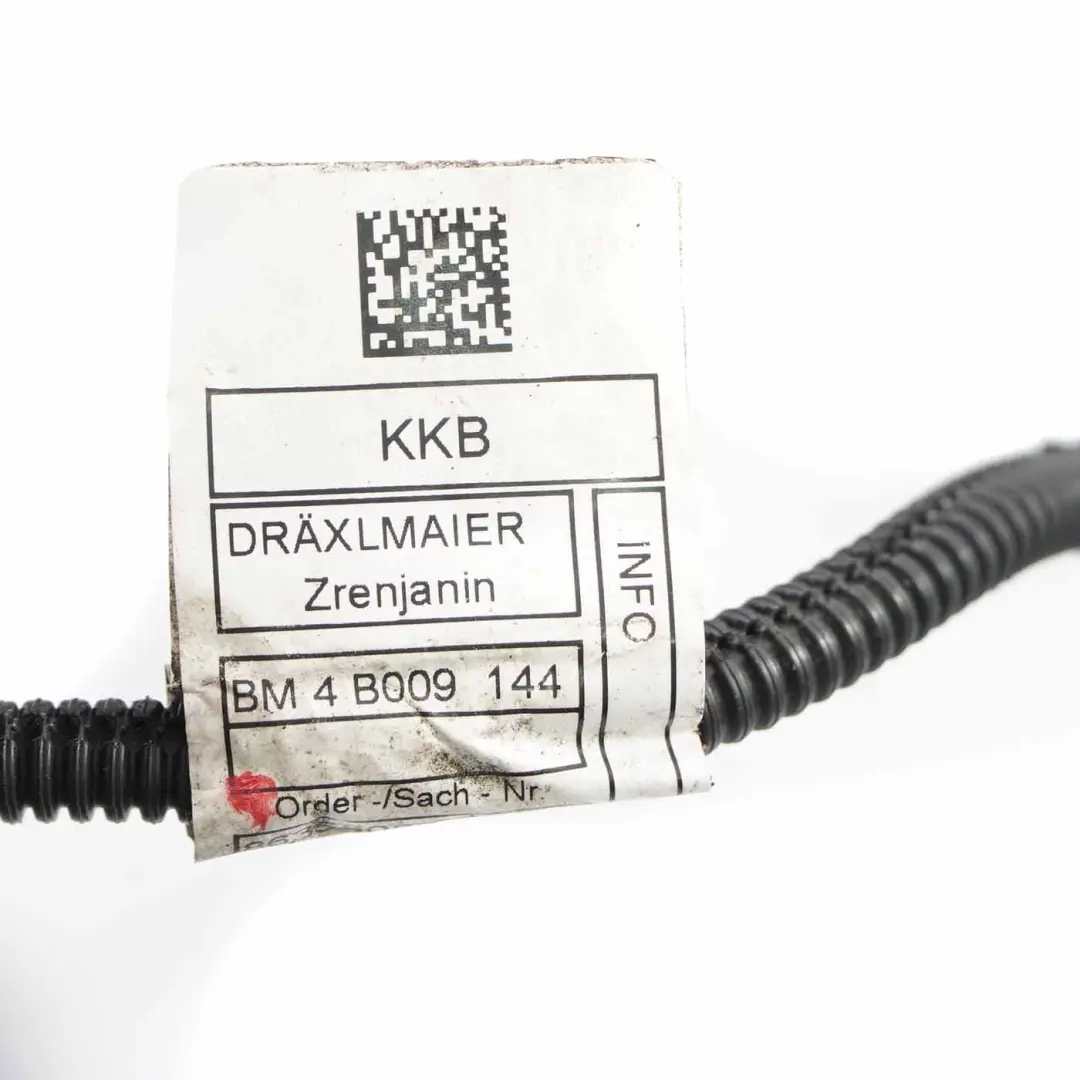 KKB
DRÄXLMAIER
Zrenjanin
INFO
BM 4 B009 144
Order -/Sach - Nr